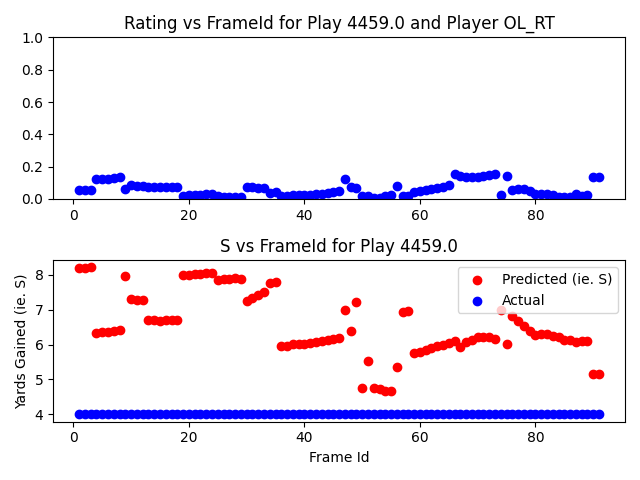 Rating vs FrameId for Play 4459.0 and Player OL_RT
1.0
0.8
0.6
0.4
0.2
0.0
0 20 40 60 80
S vs FrameId for Play 4459.0
Yards Gained (ie. S)
8
7
6
5
4
Predicted (ie. S)
Actual
0 20 40 60 80
Frame Id